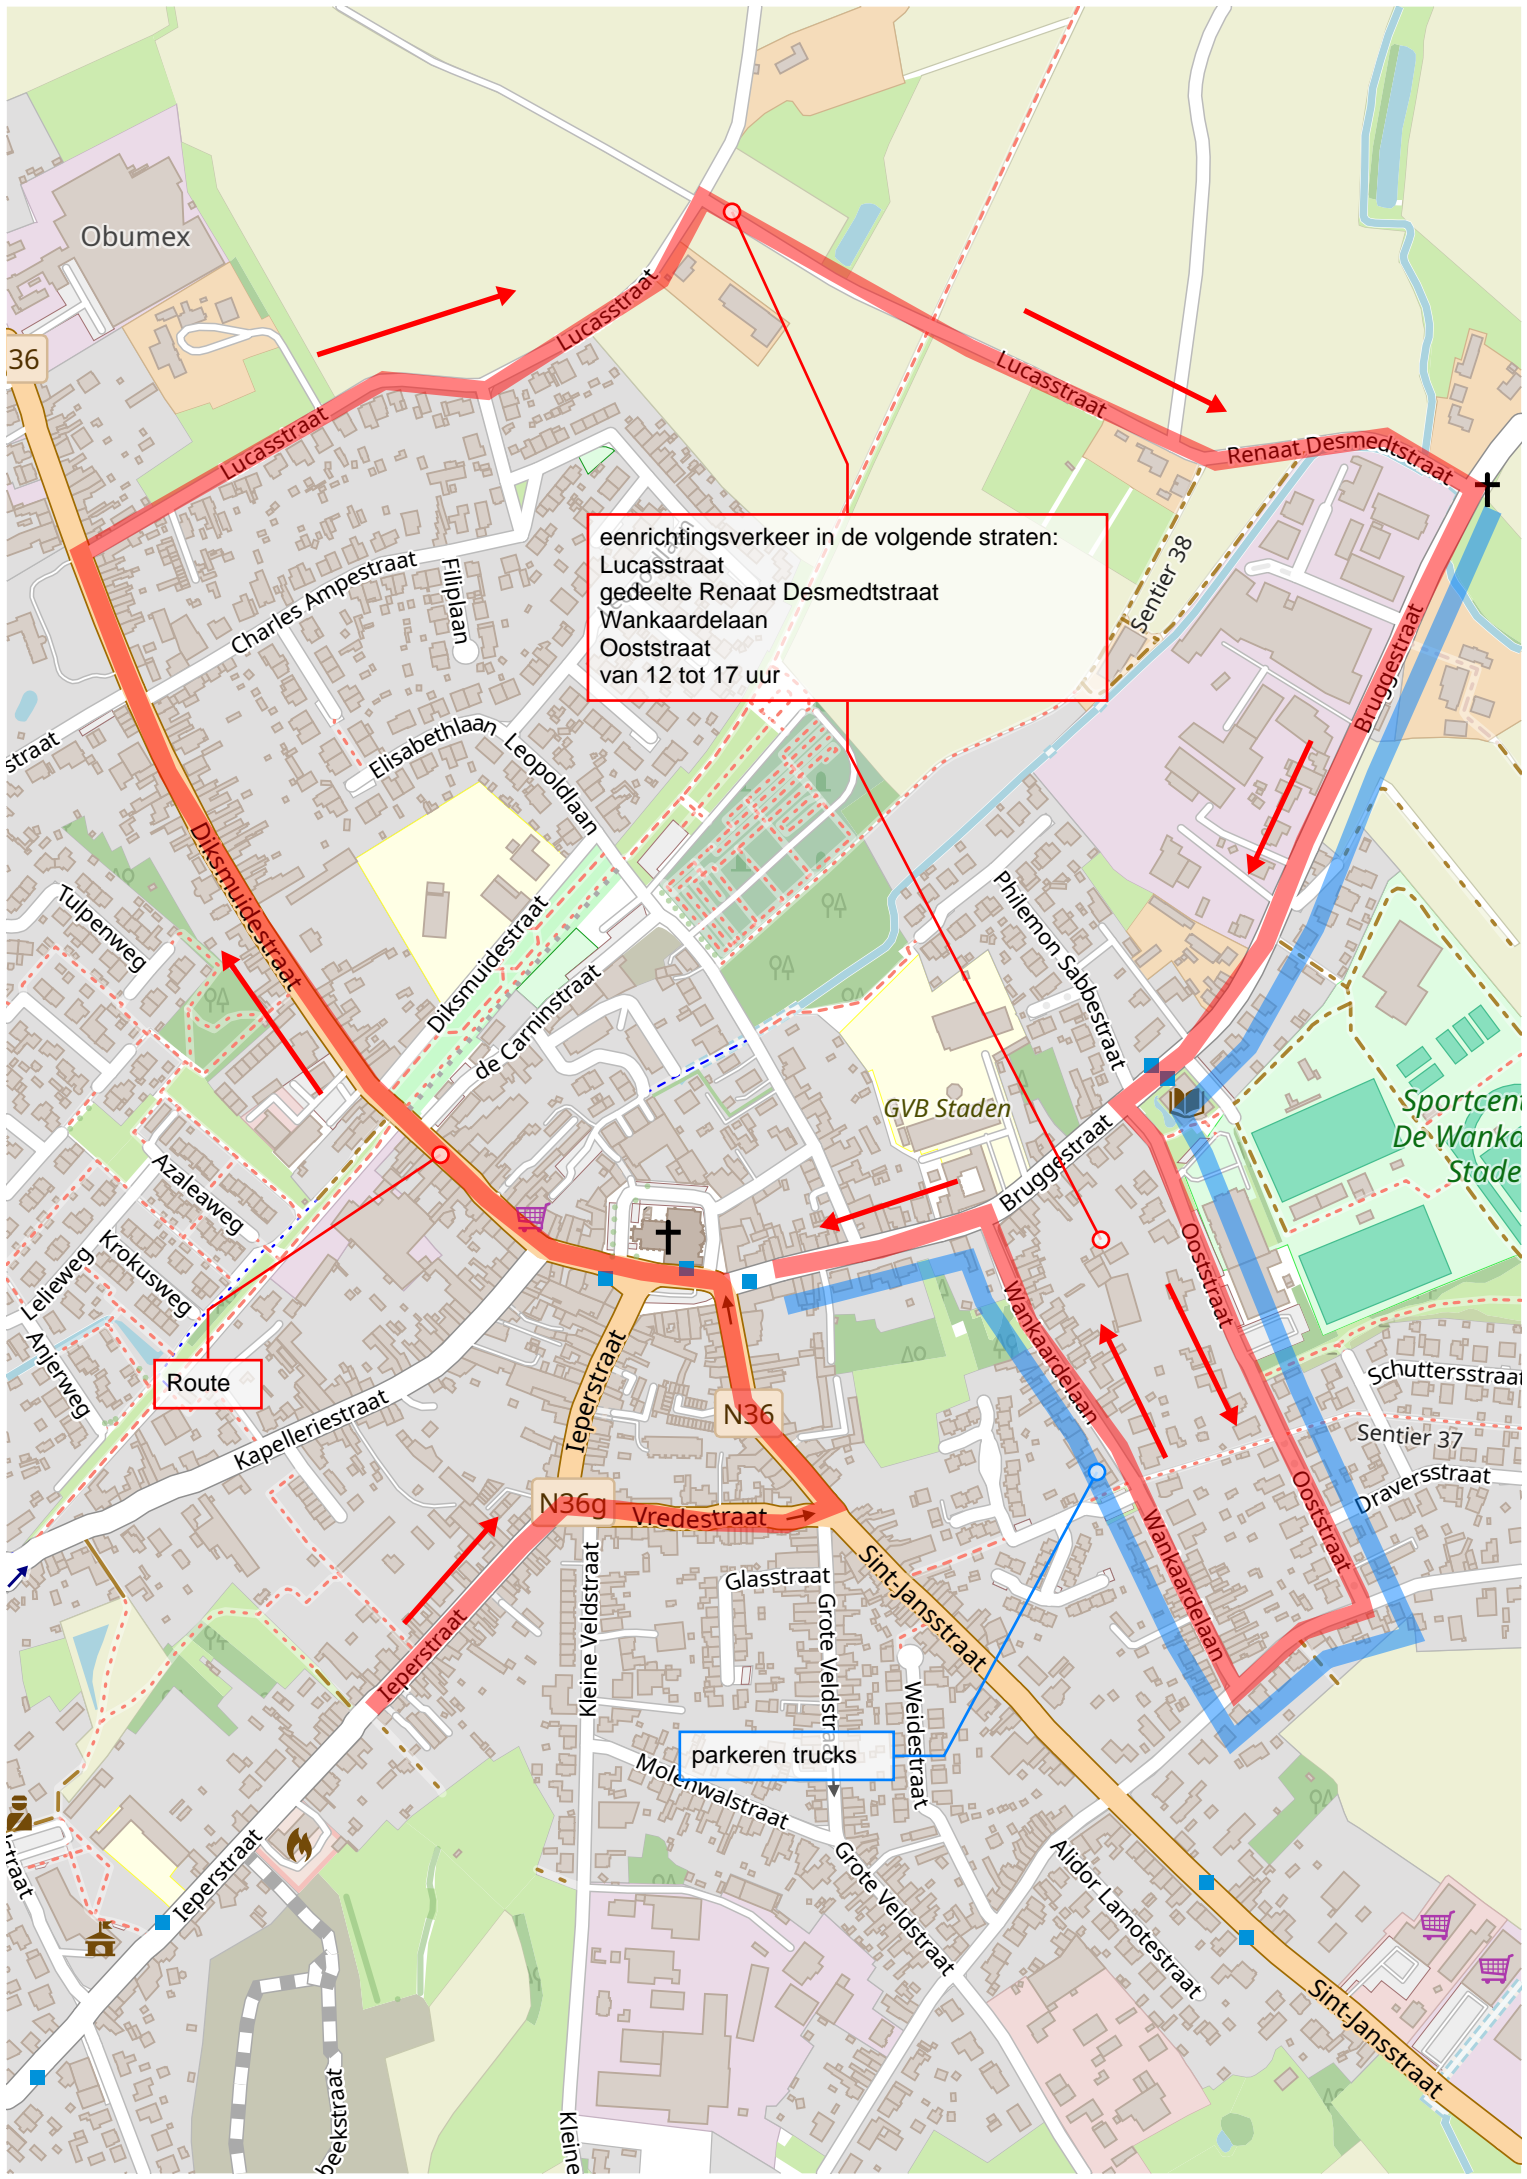 Obumex
36
Lucasstraat
Lucasstraat
Lucasstraat
Renaat Desmedtstraat
eenrichtingsverkeer in de volgende straten:
Lucasstraat
gedeelte Renaat Desmedtstraat
Wankaardelaan
Ooststraat
van 12 tot 17 uur
Charles Ampestraat
Filiplaan
Sentier 38
Bruggestraat
straat
Elisabethlaan
Leopoldlaan
Diksmuidestraat
Tulpenweg
Diksmuidestraat
de Carninstraat
Philemon Sabbestraat
GVB Staden
Sportcent
De Wanka
Stade
Bruggestraat
Azaleaweg
Krokusweg
Lelieweg
Anjerweg
Ooststraat
Wankaardelaan
Route
Ieperstraat
N36
Schuttersstraat
Sentier 37
Draversstraat
Kapelleriestraat
N36g
Vredestraat
Ooststraat
Wankaardelaan
Glasstraat
Sint-Jansstraat
Kleine Veldstraat
Grote Veldstraat
Ieperstraat
Weidestraat
parkeren trucks
Molenwalstraat
Ieperstraat
straat
Grote Veldstraat
Alidor Lamotestraat
Sint-Jansstraat
beekstraat
Kleine